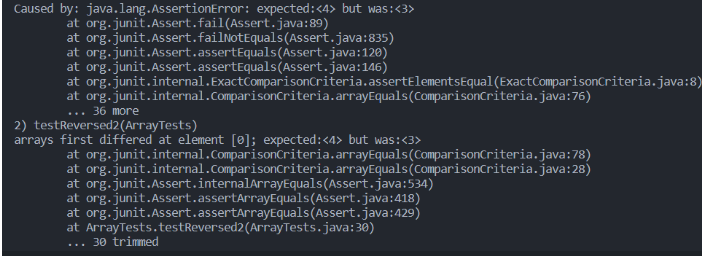 Caused by: java.lang.AssertionError: expected:<4> but was:<3>
at org.junit.Assert.fail(Assert.java:89)
at org.junit.Assert.failNotEquals(Assert.java:835)
at org.junit.Assert.assertEquals(Assert.java:120)
at org.junit.Assert.assertEquals(Assert.java:146)
at org.junit.internal.ExactComparisonCriteria.assertElementsEqual(ExactComparisonCriteria.java:8)
at org.junit.internal.ComparisonCriteria.arrayEquals(ComparisonCriteria.java:76)
... 36 more
2) testReversed2(ArrayTests)
arrays first differed at element [0]; expected:<4> but was:<3>
at org.junit.internal.ComparisonCriteria.arrayEquals(ComparisonCriteria.java:78)
at org.junit.internal.ComparisonCriteria.arrayEquals(ComparisonCriteria.java:28)
at org.junit.Assert.internalArrayEquals(Assert.java:534)
at org.junit.Assert.assertArrayEquals(Assert.java:418)
at org.junit.Assert.assertArrayEquals(Assert.java:429)
at ArrayTests.testReversed2(ArrayTests.java:30)
... 30 trimmed